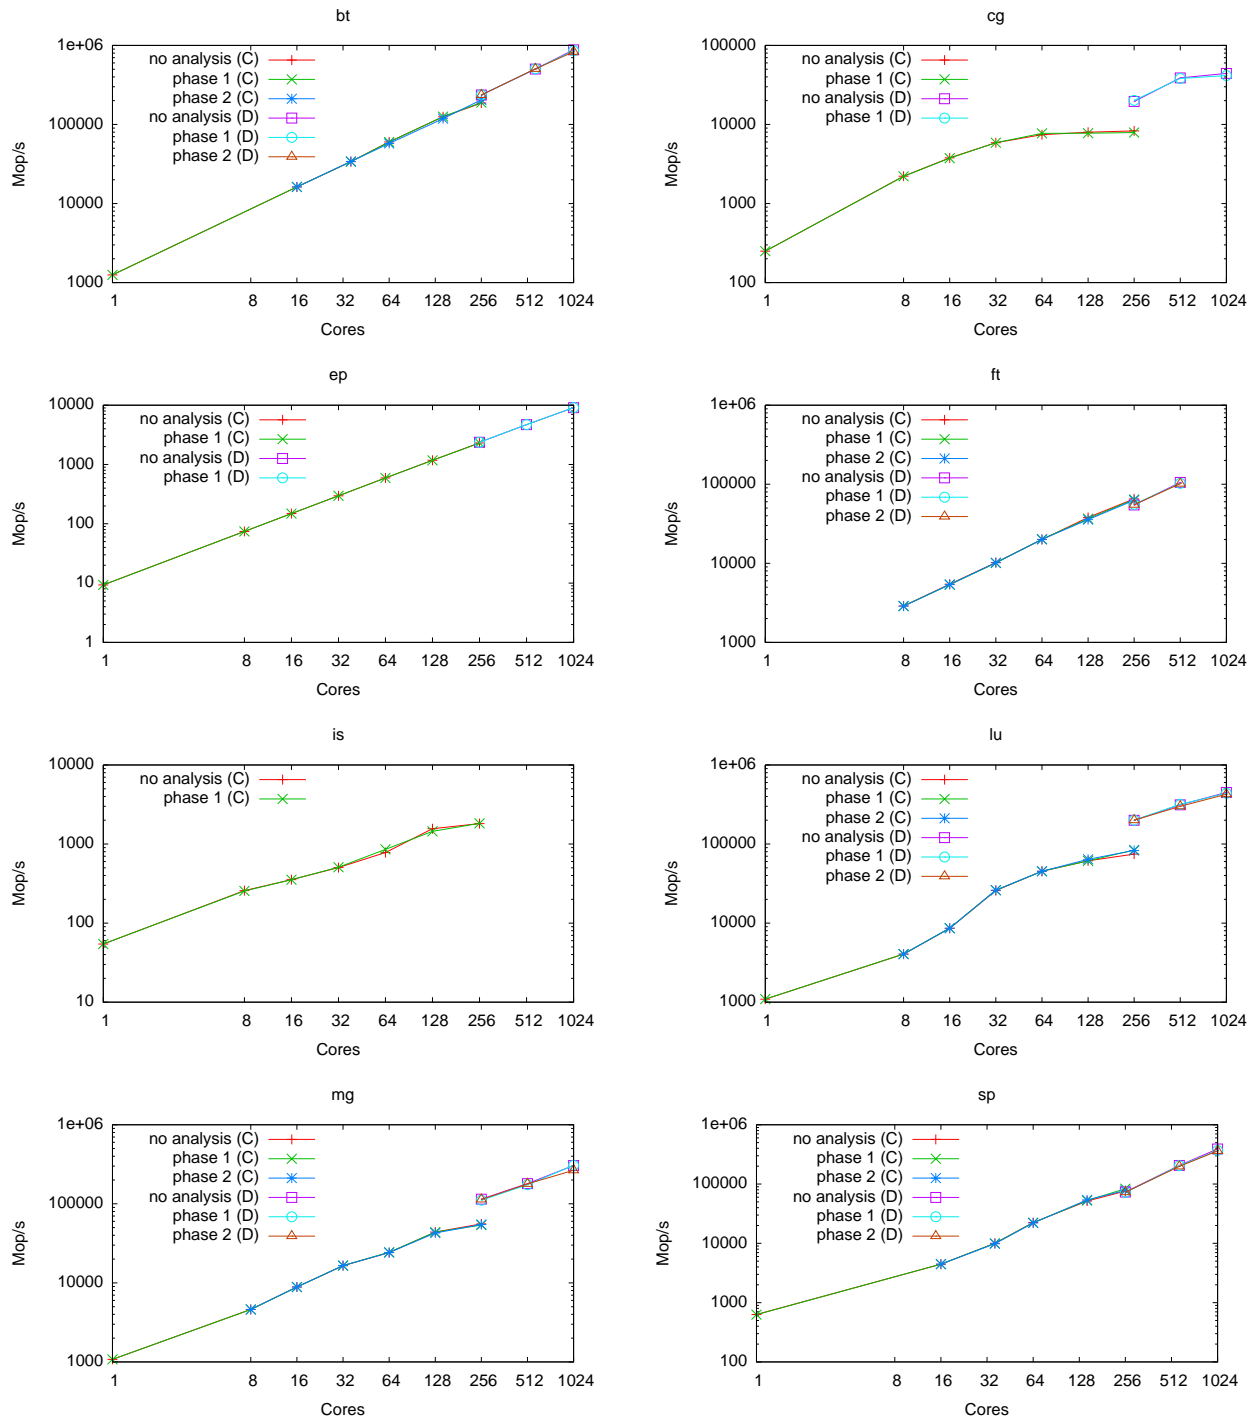 bt
1e+06
100000
10000
1000
Mop/s
no analysis (C)
phase 1 (C)
phase 2 (C)
no analysis (D)
phase 1 (D)
phase 2 (D)
1 8 16 32 64 128 256 512 1024
Cores
cg
100000
10000
1000
100
Mop/s
no analysis (C)
phase 1 (C)
no analysis (D)
phase 1 (D)
1 8 16 32 64 128 256 512 1024
Cores
ep
10000
1000
100
10
1
Mop/s
no analysis (C)
phase 1 (C)
no analysis (D)
phase 1 (D)
1 8 16 32 64 128 256 512 1024
Cores
ft
1e+06
100000
10000
1000
Mop/s
no analysis (C)
phase 1 (C)
phase 2 (C)
no analysis (D)
phase 1 (D)
phase 2 (D)
1 8 16 32 64 128 256 512 1024
Cores
is
10000
1000
100
10
Mop/s
no analysis (C)
phase 1 (C)
1 8 16 32 64 128 256 512 1024
Cores
lu
1e+06
100000
10000
1000
Mop/s
no analysis (C)
phase 1 (C)
phase 2 (C)
no analysis (D)
phase 1 (D)
phase 2 (D)
1 8 16 32 64 128 256 512 1024
Cores
mg
1e+06
100000
10000
1000
Mop/s
no analysis (C)
phase 1 (C)
phase 2 (C)
no analysis (D)
phase 1 (D)
phase 2 (D)
1 8 16 32 64 128 256 512 1024
Cores
sp
1e+06
100000
10000
1000
100
Mop/s
no analysis (C)
phase 1 (C)
phase 2 (C)
no analysis (D)
phase 1 (D)
phase 2 (D)
1 8 16 32 64 128 256 512 1024
Cores